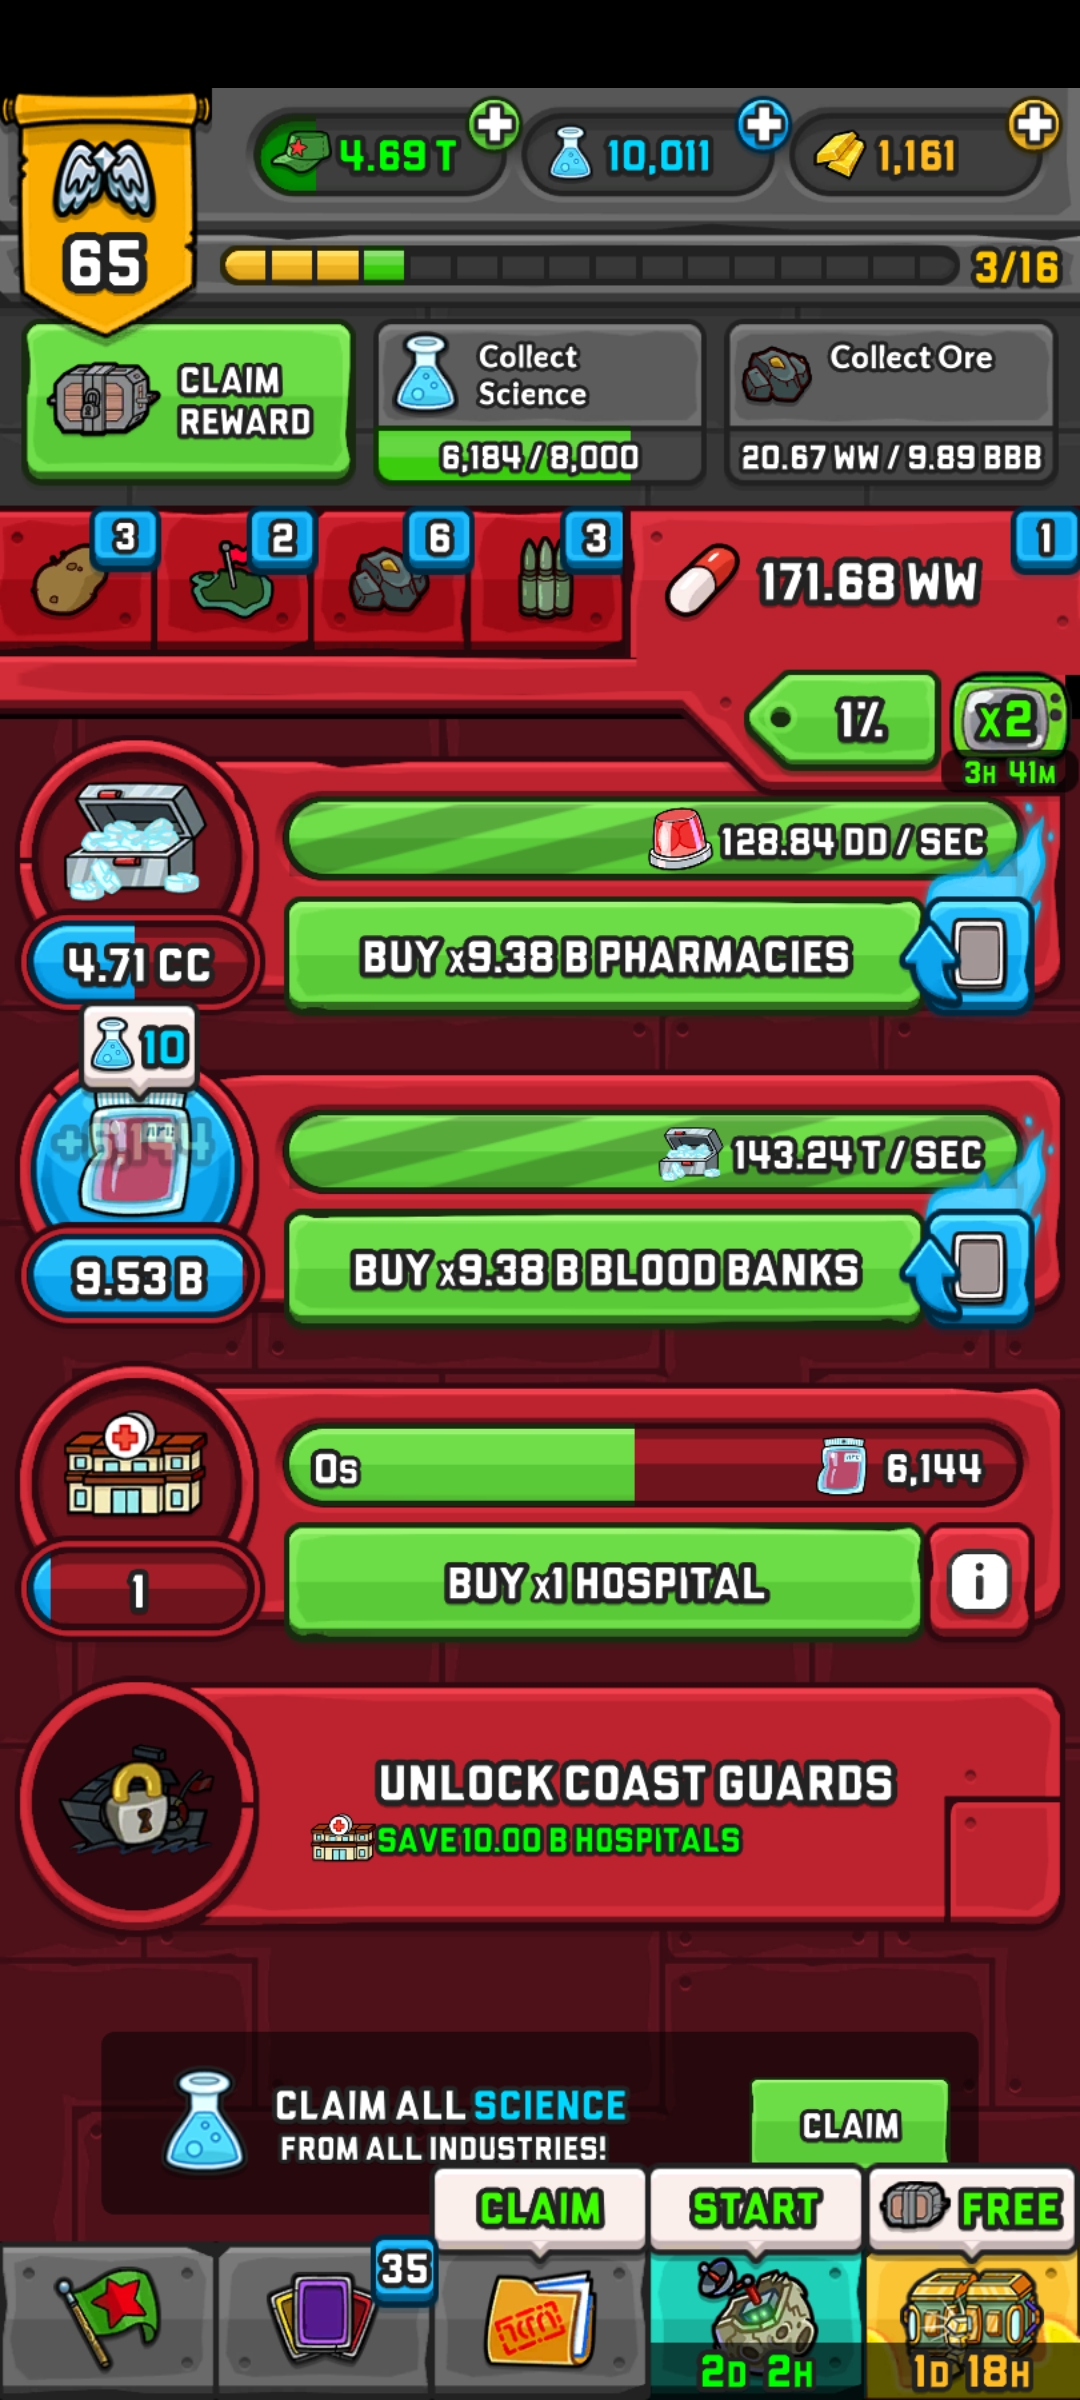 4.69 T
10,011
1,161
65
3/16
CLAIM
REWARD
Collect
Science
6,184 / 8,000
Collect Ore
20.67 WW / 9.89 BBB
3
2
6
3
1
171.68 WW
1%
x2
3H 41M
128.84 DD / SEC
BUY x9.38 B PHARMACIES
4.71 CC
10
+6,144
143.24 T / SEC
BUY x9.38 B BLOOD BANKS
9.53 B
0s
6,144
BUY x1 HOSPITAL
i
1
UNLOCK COAST GUARDS
SAVE 10.00 B HOSPITALS
CLAIM ALL SCIENCE
FROM ALL INDUSTRIES!
CLAIM
CLAIM
START
FREE
35
2D 2H
1D 18H